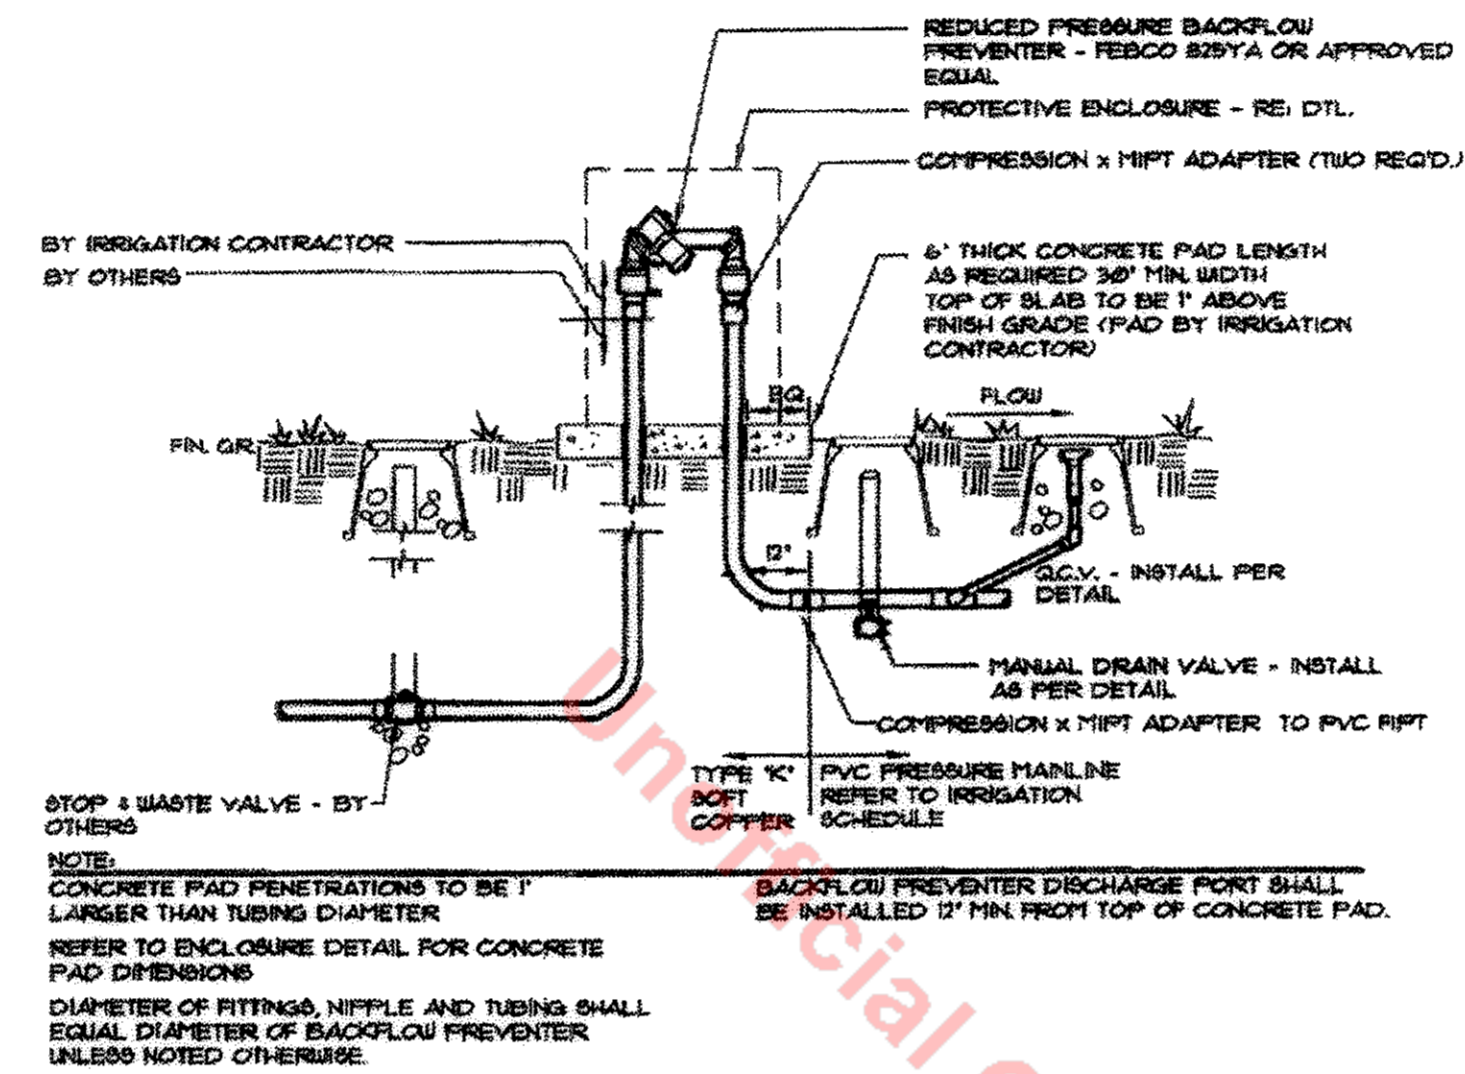 REDUCED PRESSURE BACKFLOW
PREVENTER - FEBCO 825YA OR APPROVED
EQUAL
PROTECTIVE ENCLOSURE - RE: DTL.
COMPRESSION x MIPT ADAPTER (TWO REQ'D.)
BY IRRIGATION CONTRACTOR
BY OTHERS
6" THICK CONCRETE PAD LENGTH
AS REQUIRED 30" MIN. WIDTH
TOP OF SLAB TO BE 1" ABOVE
FINISH GRADE (PAD BY IRRIGATION
CONTRACTOR)
EQ
FLOW
FIN. GR.
12"
Q.C.V. - INSTALL PER
DETAIL
MANUAL DRAIN VALVE - INSTALL
AS PER DETAIL
COMPRESSION x MIPT ADAPTER TO PVC FIPT
TYPE "K"
SOFT
COPPER
PVC PRESSURE MAINLINE
REFER TO IRRIGATION
SCHEDULE
STOP & WASTE VALVE - BY
OTHERS
NOTE:
CONCRETE PAD PENETRATIONS TO BE 1"
LARGER THAN TUBING DIAMETER
REFER TO ENCLOSURE DETAIL FOR CONCRETE
PAD DIMENSIONS
DIAMETER OF FITTINGS, NIPPLE AND TUBING SHALL
EQUAL DIAMETER OF BACKFLOW PREVENTER
UNLESS NOTED OTHERWISE.
BACKFLOW PREVENTER DISCHARGE PORT SHALL
BE INSTALLED 12" MIN. FROM TOP OF CONCRETE PAD.
Unofficial